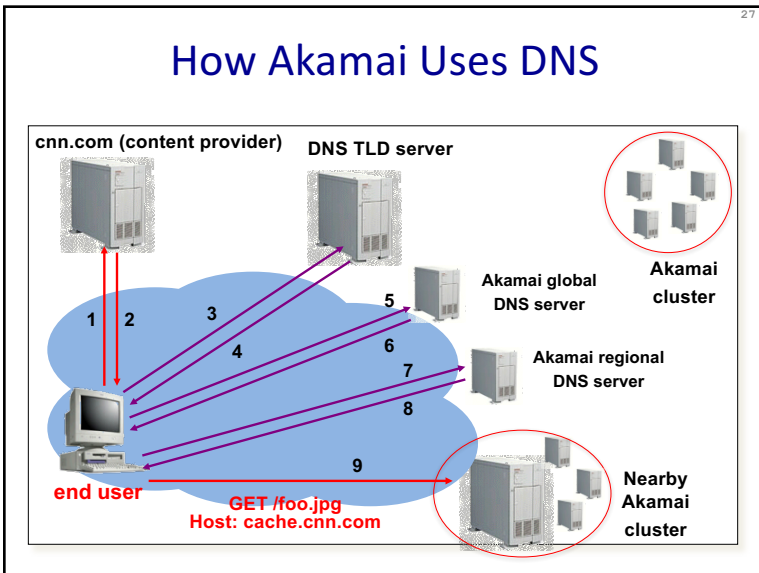 27
How Akamai Uses DNS
cnn.com (content provider)
DNS TLD server
Akamai
cluster
Akamai global
DNS server
Akamai regional
DNS server
1
2
3
4
5
6
7
8
9
end user
GET /foo.jpg
Host: cache.cnn.com
Nearby
Akamai
cluster